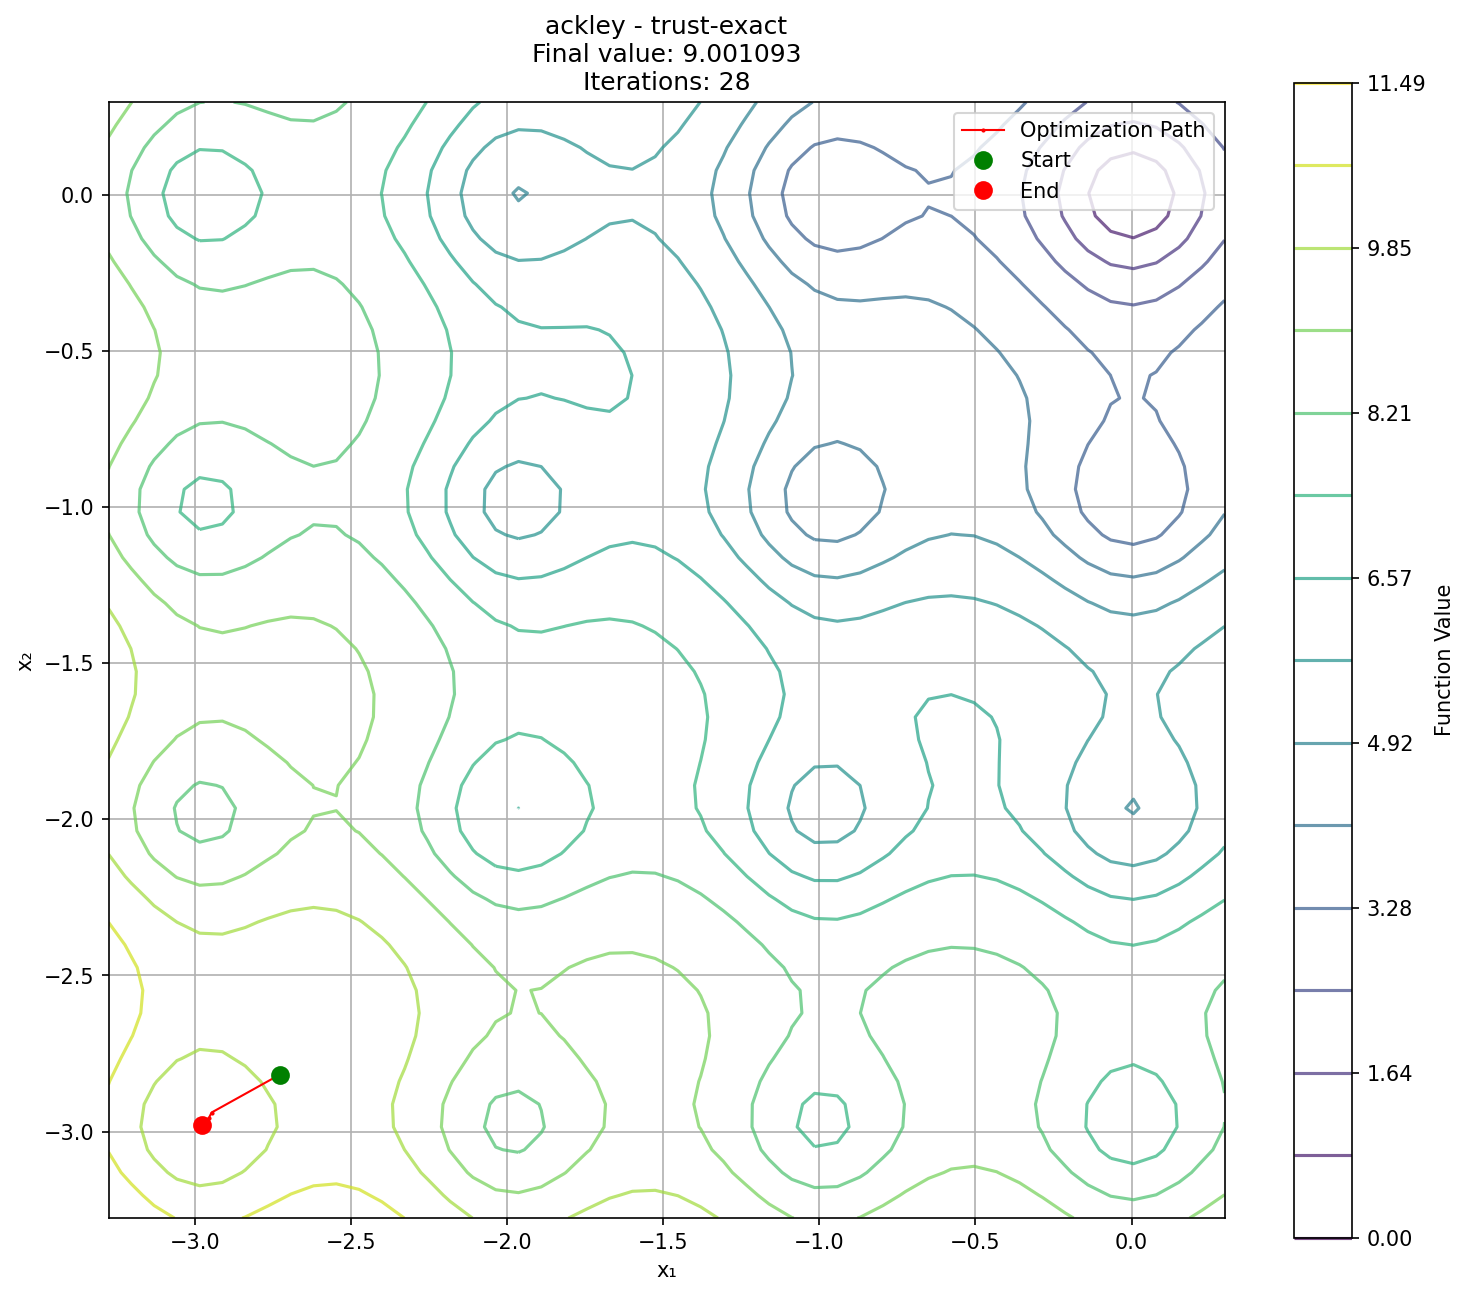 ackley - trust-exact
Final value: 9.001093
Iterations: 28
Optimization Path
Start
End
0.0
−0.5
−1.0
−1.5
−2.0
−2.5
−3.0
x₂
−3.0
−2.5
−2.0
−1.5
−1.0
−0.5
0.0
x₁
11.49
9.85
8.21
6.57
4.92
3.28
1.64
0.00
Function Value